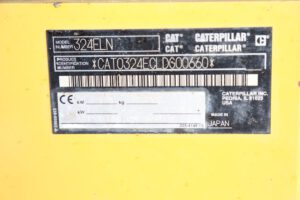 MODEL NUMBER 324ELN CAT® CATERPILLAR®
CAT® CATERPILLAR®
PRODUCT IDENTIFICATION NUMBER *CAT0324ECLDG00660*
CE kW kg
kW
CATERPILLAR INC.
PEORIA, IL 61629
USA
MADE IN
JAPAN